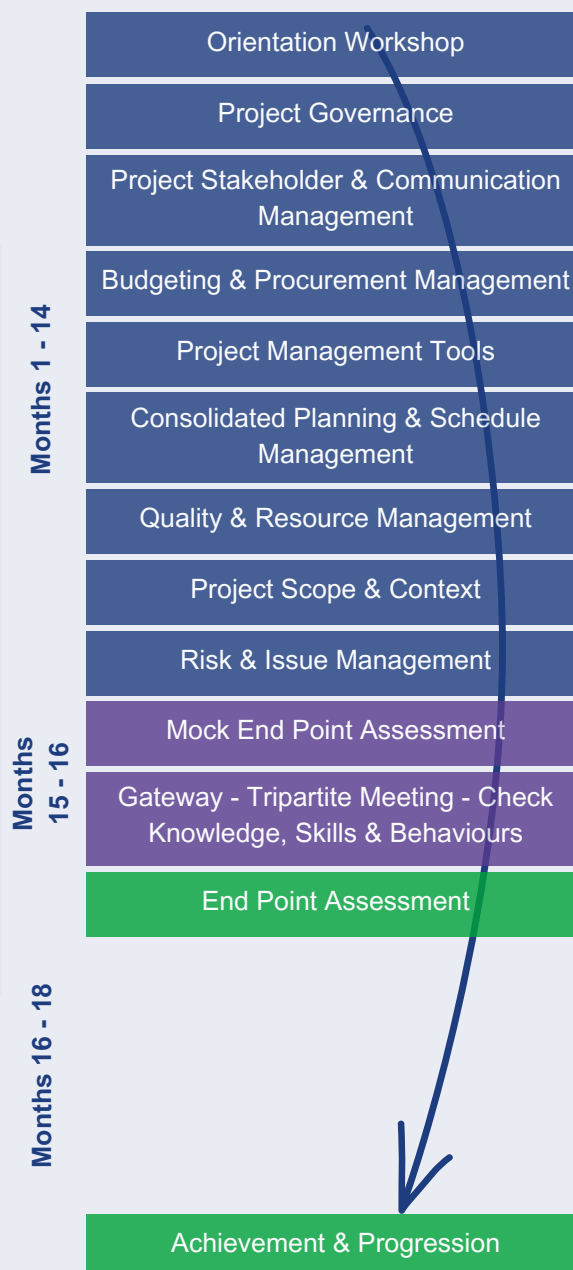 Orientation Workshop
Project Governance
Project Stakeholder & Communication
Management
Budgeting & Procurement Management
Months 1 - 14
Project Management Tools
Consolidated Planning & Schedule
Management
Quality & Resource Management
Project Scope & Context
Risk & Issue Management
Months
15 - 16
Mock End Point Assessment
Gateway - Tripartite Meeting - Check
Knowledge, Skills & Behaviours
End Point Assessment
Months 16 - 18
Achievement & Progression